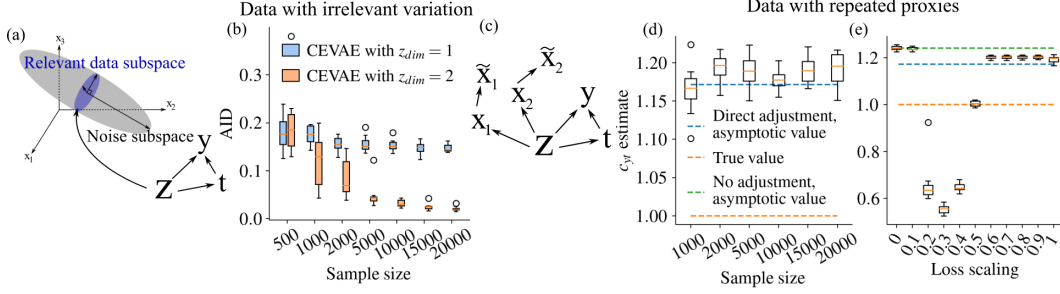 Data with irrelevant variation
Data with repeated proxies
(a)
x₃
Relevant data subspace
x₂
Noise subspace
x₁
y
z
t
(b)
CEVAE with z_dim = 1
CEVAE with z_dim = 2
AID
0.3
0.2
0.1
0.0
500
1000
2000
5000
10000
15000
20000
Sample size
(c)
x̃₁
x̃₂
x₁
x₂
y
z
t
(d)
c_yt estimate
1.20
1.15
1.10
1.05
1.00
Direct adjustment,
asymptotic value
True value
No adjustment,
asymptotic value
1000
2000
5000
10000
15000
20000
Sample size
(e)
1.2
1.0
0.8
0.6
0
0.1
0.2
0.3
0.4
0.5
0.6
0.7
0.8
0.9
1
Loss scaling